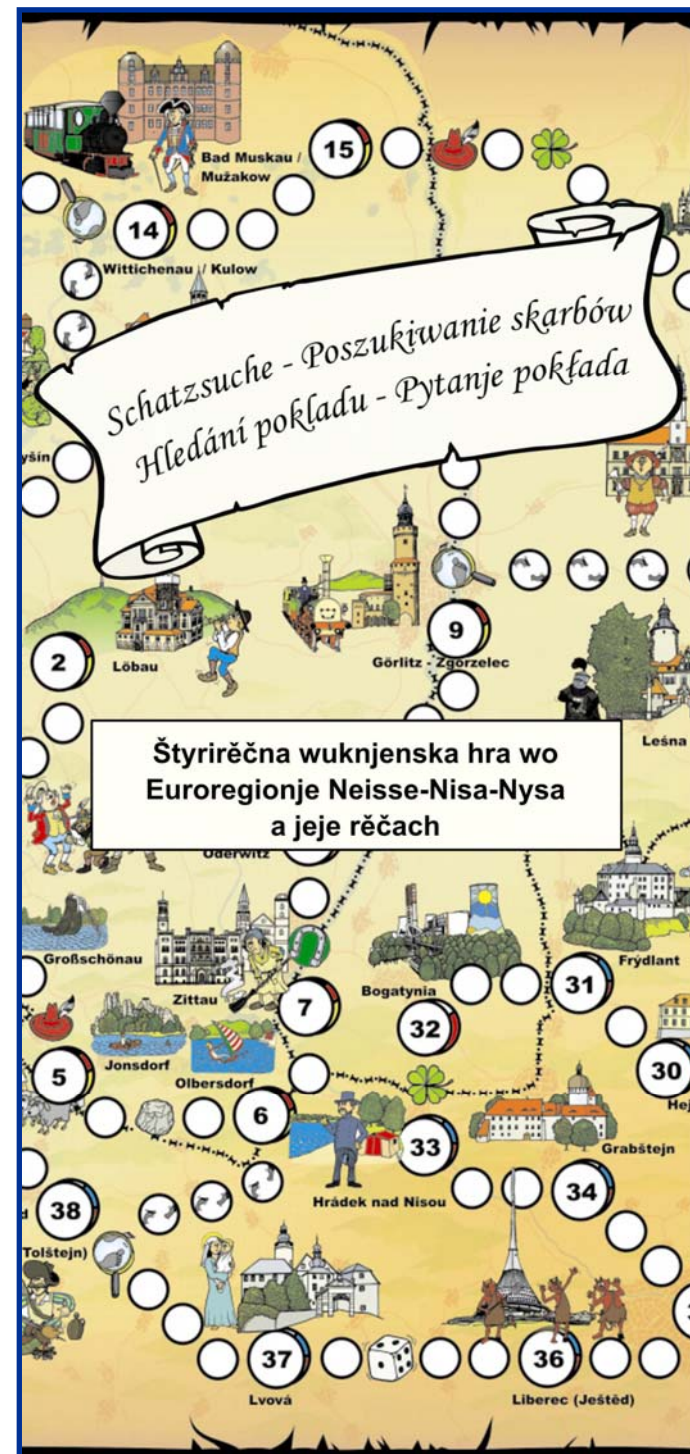 15
Bad Muskau /
Mužakow
14
Wittichenau / Kulow
Schatzsuche - Poszukiwanie skarbów
Hledání pokladu - Pytanje pokłada
yšín
2
Löbau
9
Görlitz - Zgorzelec
Leśna
Štyrirěčna wuknjenska hra wo
Euroregionje Neisse-Nisa-Nysa
a jeje rěčach
Oderwitz
Großschönau
Zittau
7
Bogatynia
32
31
Frýdlant
30
Hej
5
Jonsdorf
Olbersdorf
6
33
Hrádek nad Nisou
Grabštejn
34
38
Tolštejn)
37
Lvová
36
Liberec (Ještěd)